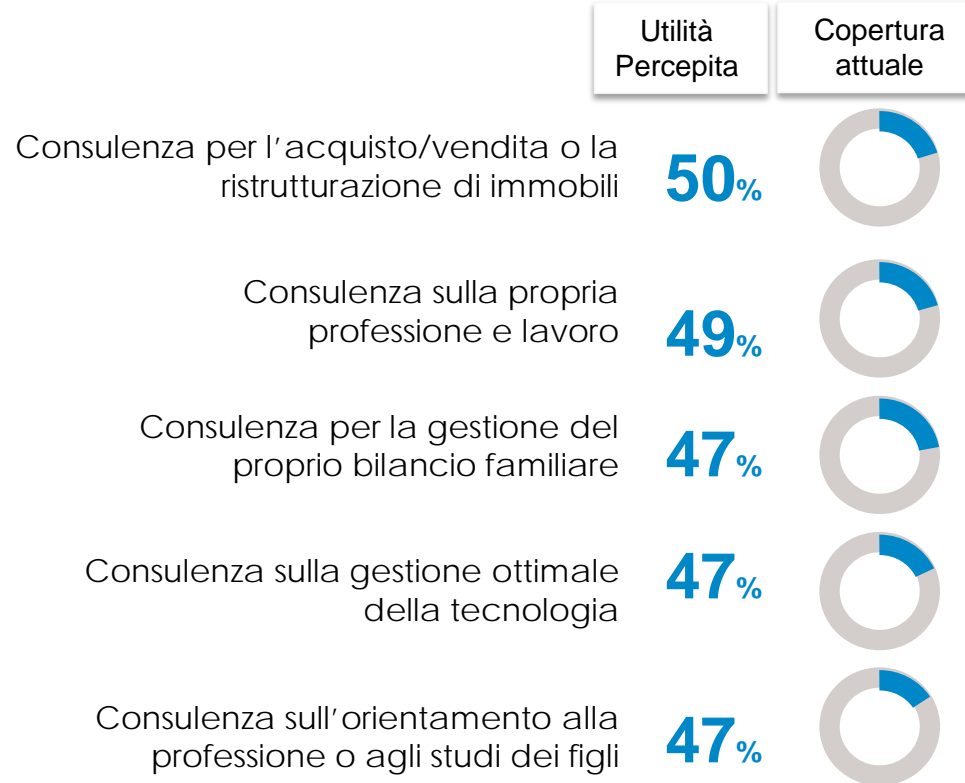 Utilità
Percepita
Copertura
attuale
Consulenza per l'acquisto/vendita o la
ristrutturazione di immobili
50%
Consulenza sulla propria
professione e lavoro
49%
Consulenza per la gestione del
proprio bilancio familiare
47%
Consulenza sulla gestione ottimale
della tecnologia
47%
Consulenza sull'orientamento alla
professione o agli studi dei figli
47%